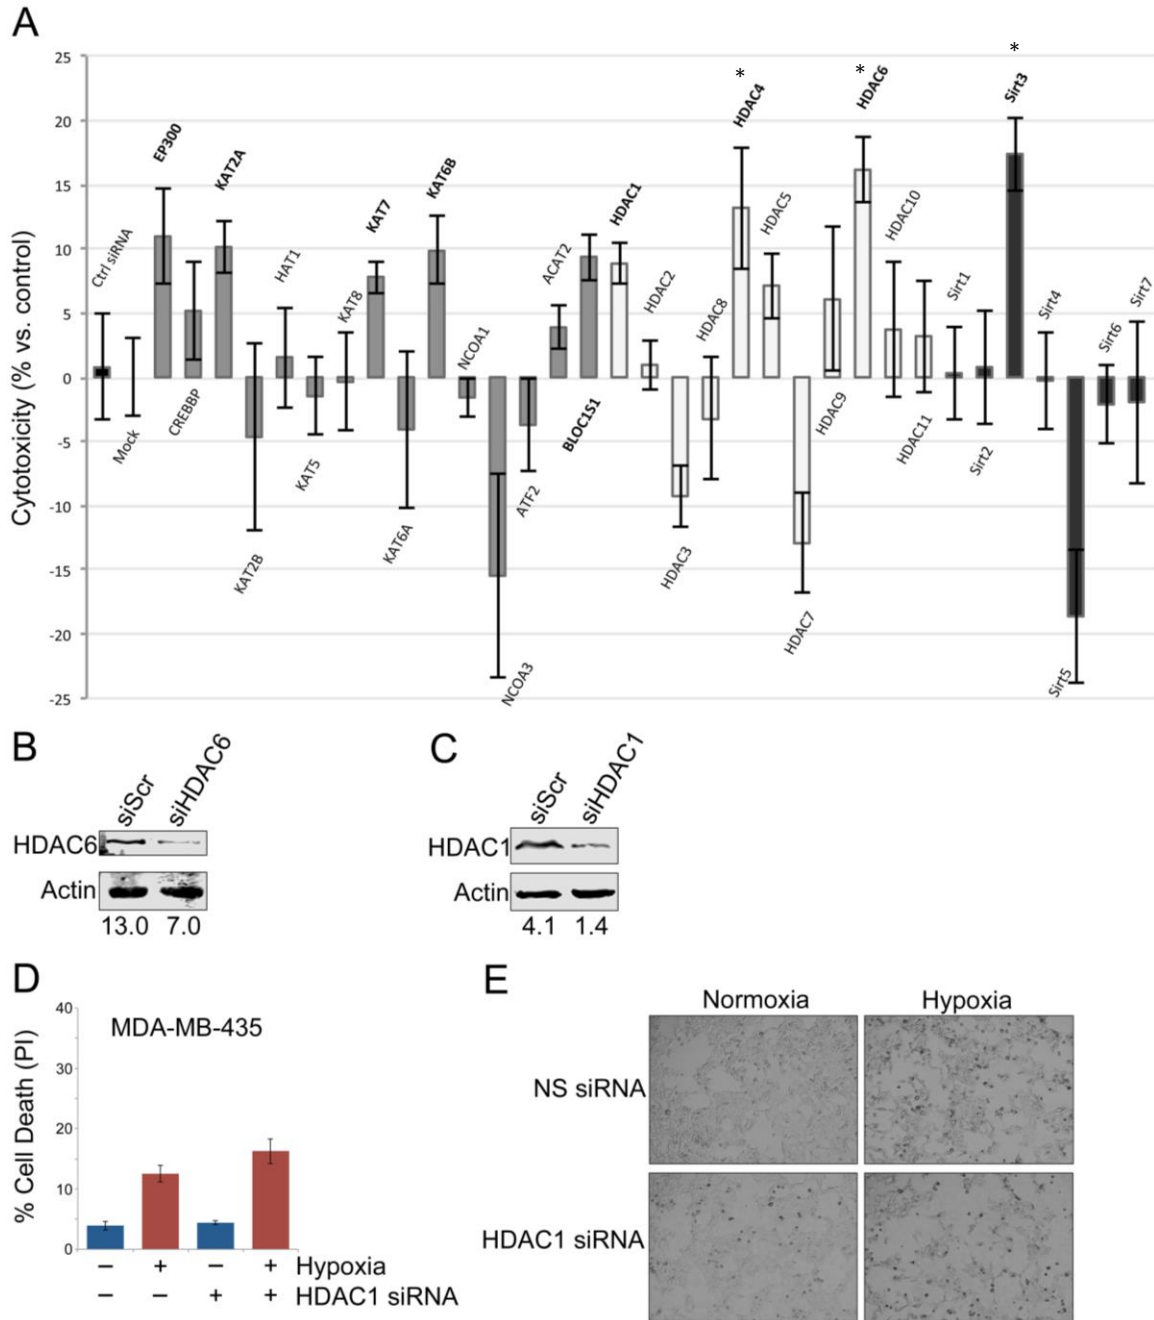 A
Cytotoxicity (% vs. control)
25
20
15
10
5
0
-5
-10
-15
-20
-25
Ctrl siRNA
Mock
EP300
CREBBP
KAT2A
KAT2B
HAT1
KAT5
KAT8
KAT7
KAT6A
KAT6B
NCOA1
NCOA3
ATF2
ACAT2
BLOC1S1
HDAC1
HDAC2
HDAC3
HDAC8
*
HDAC4
HDAC5
HDAC7
HDAC9
*
HDAC6
HDAC10
HDAC11
Sirt1
Sirt2
*
Sirt3
Sirt4
Sirt5
Sirt6
Sirt7
B
siScr siHDAC6
HDAC6
Actin
13.0 7.0
C
siScr siHDAC1
HDAC1
Actin
4.1 1.4
D
MDA-MB-435
% Cell Death (PI)
40
30
20
10
0
– + – + Hypoxia
– – + + HDAC1 siRNA
E
Normoxia Hypoxia
NS siRNA
HDAC1 siRNA